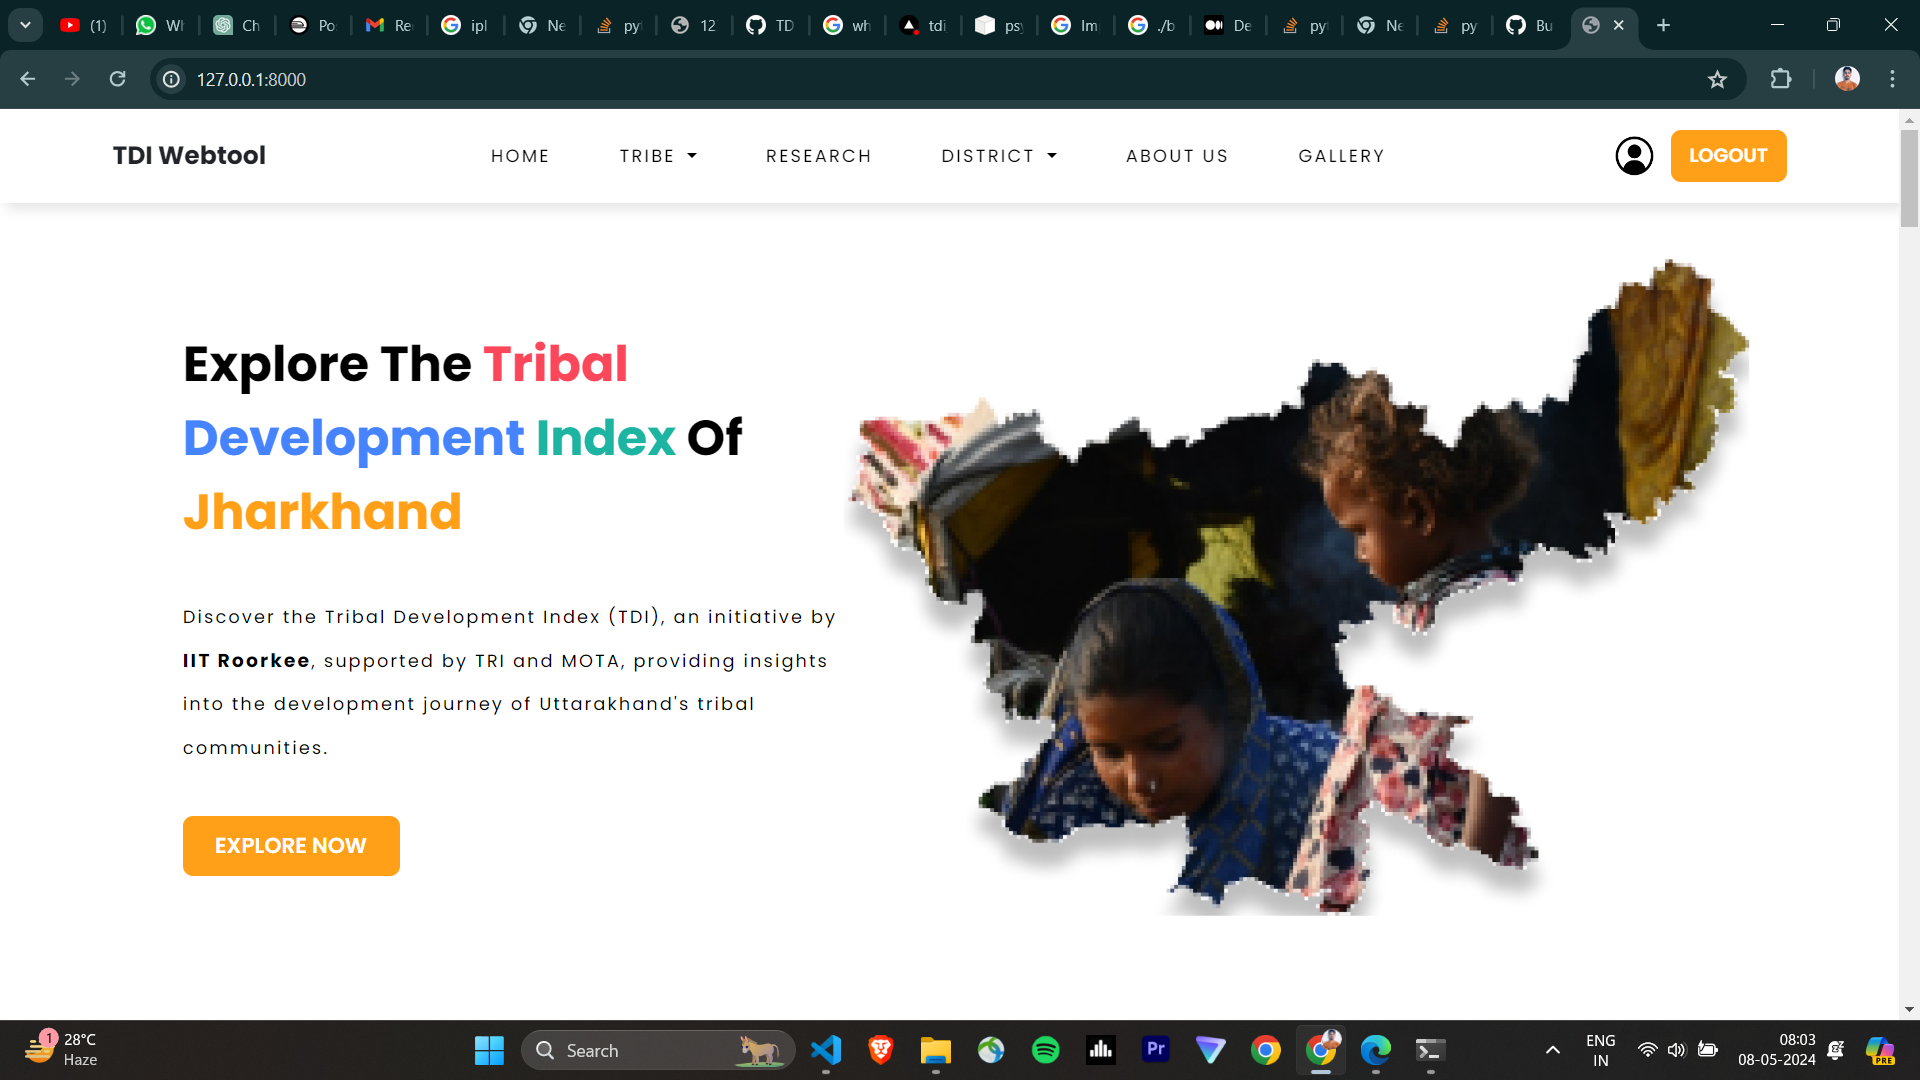 (1)
Wh
Ch
Po
Re
ipl
Ne
py
12
TD
wh
tdi
psy
Im
./b
De
py
Ne
py
Bu
127.0.0.1:8000
TDI Webtool
HOME
TRIBE
RESEARCH
DISTRICT
ABOUT US
GALLERY
LOGOUT
Explore The Tribal
Development Index Of
Jharkhand
Discover the Tribal Development Index (TDI), an initiative by
IIT Roorkee, supported by TRI and MOTA, providing insights
into the development journey of Uttarakhand's tribal
communities.
EXPLORE NOW
1
28°C
Haze
Search
Pr
ENG
IN
08:03
08-05-2024
PRE